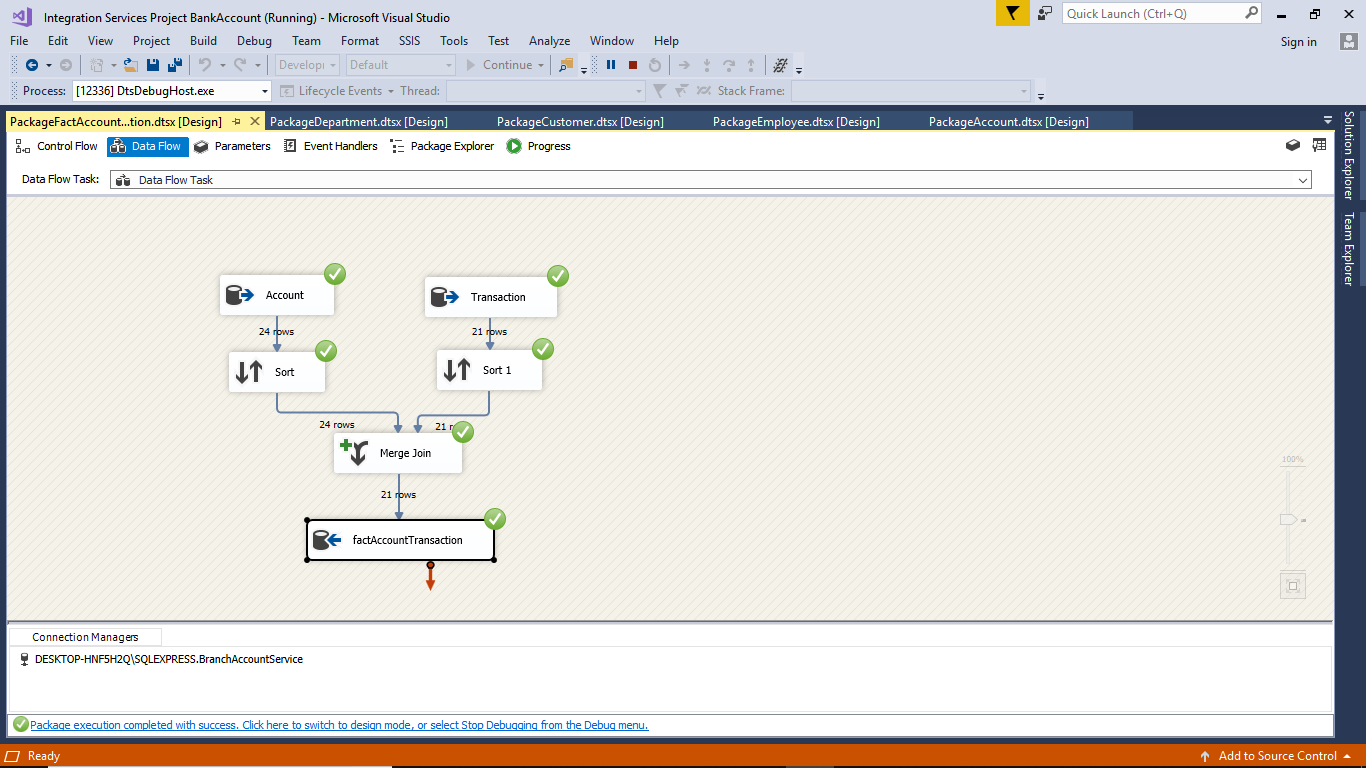 Integration Services Project BankAccount (Running) - Microsoft Visual Studio
Quick Launch (Ctrl+Q)
File Edit View Project Build Debug Team Format SSIS Tools Test Analyze Window Help
Sign in
Develop Default Continue
Process: [12336] DtsDebugHost.exe Lifecycle Events Thread: Stack Frame:
PackageFactAccount...tion.dtsx [Design] PackageDepartment.dtsx [Design] PackageCustomer.dtsx [Design] PackageEmployee.dtsx [Design] PackageAccount.dtsx [Design]
Control Flow Data Flow Parameters Event Handlers Package Explorer Progress
Data Flow Task: Data Flow Task
Solution Explorer
Team Explorer
Account
Transaction
24 rows
21 rows
Sort
Sort 1
24 rows
21 r
Merge Join
21 rows
factAccountTransaction
100%
Connection Managers
DESKTOP-HNF5H2Q\SQLEXPRESS.BranchAccountService
Package execution completed with success. Click here to switch to design mode, or select Stop Debugging from the Debug menu.
Ready
Add to Source Control